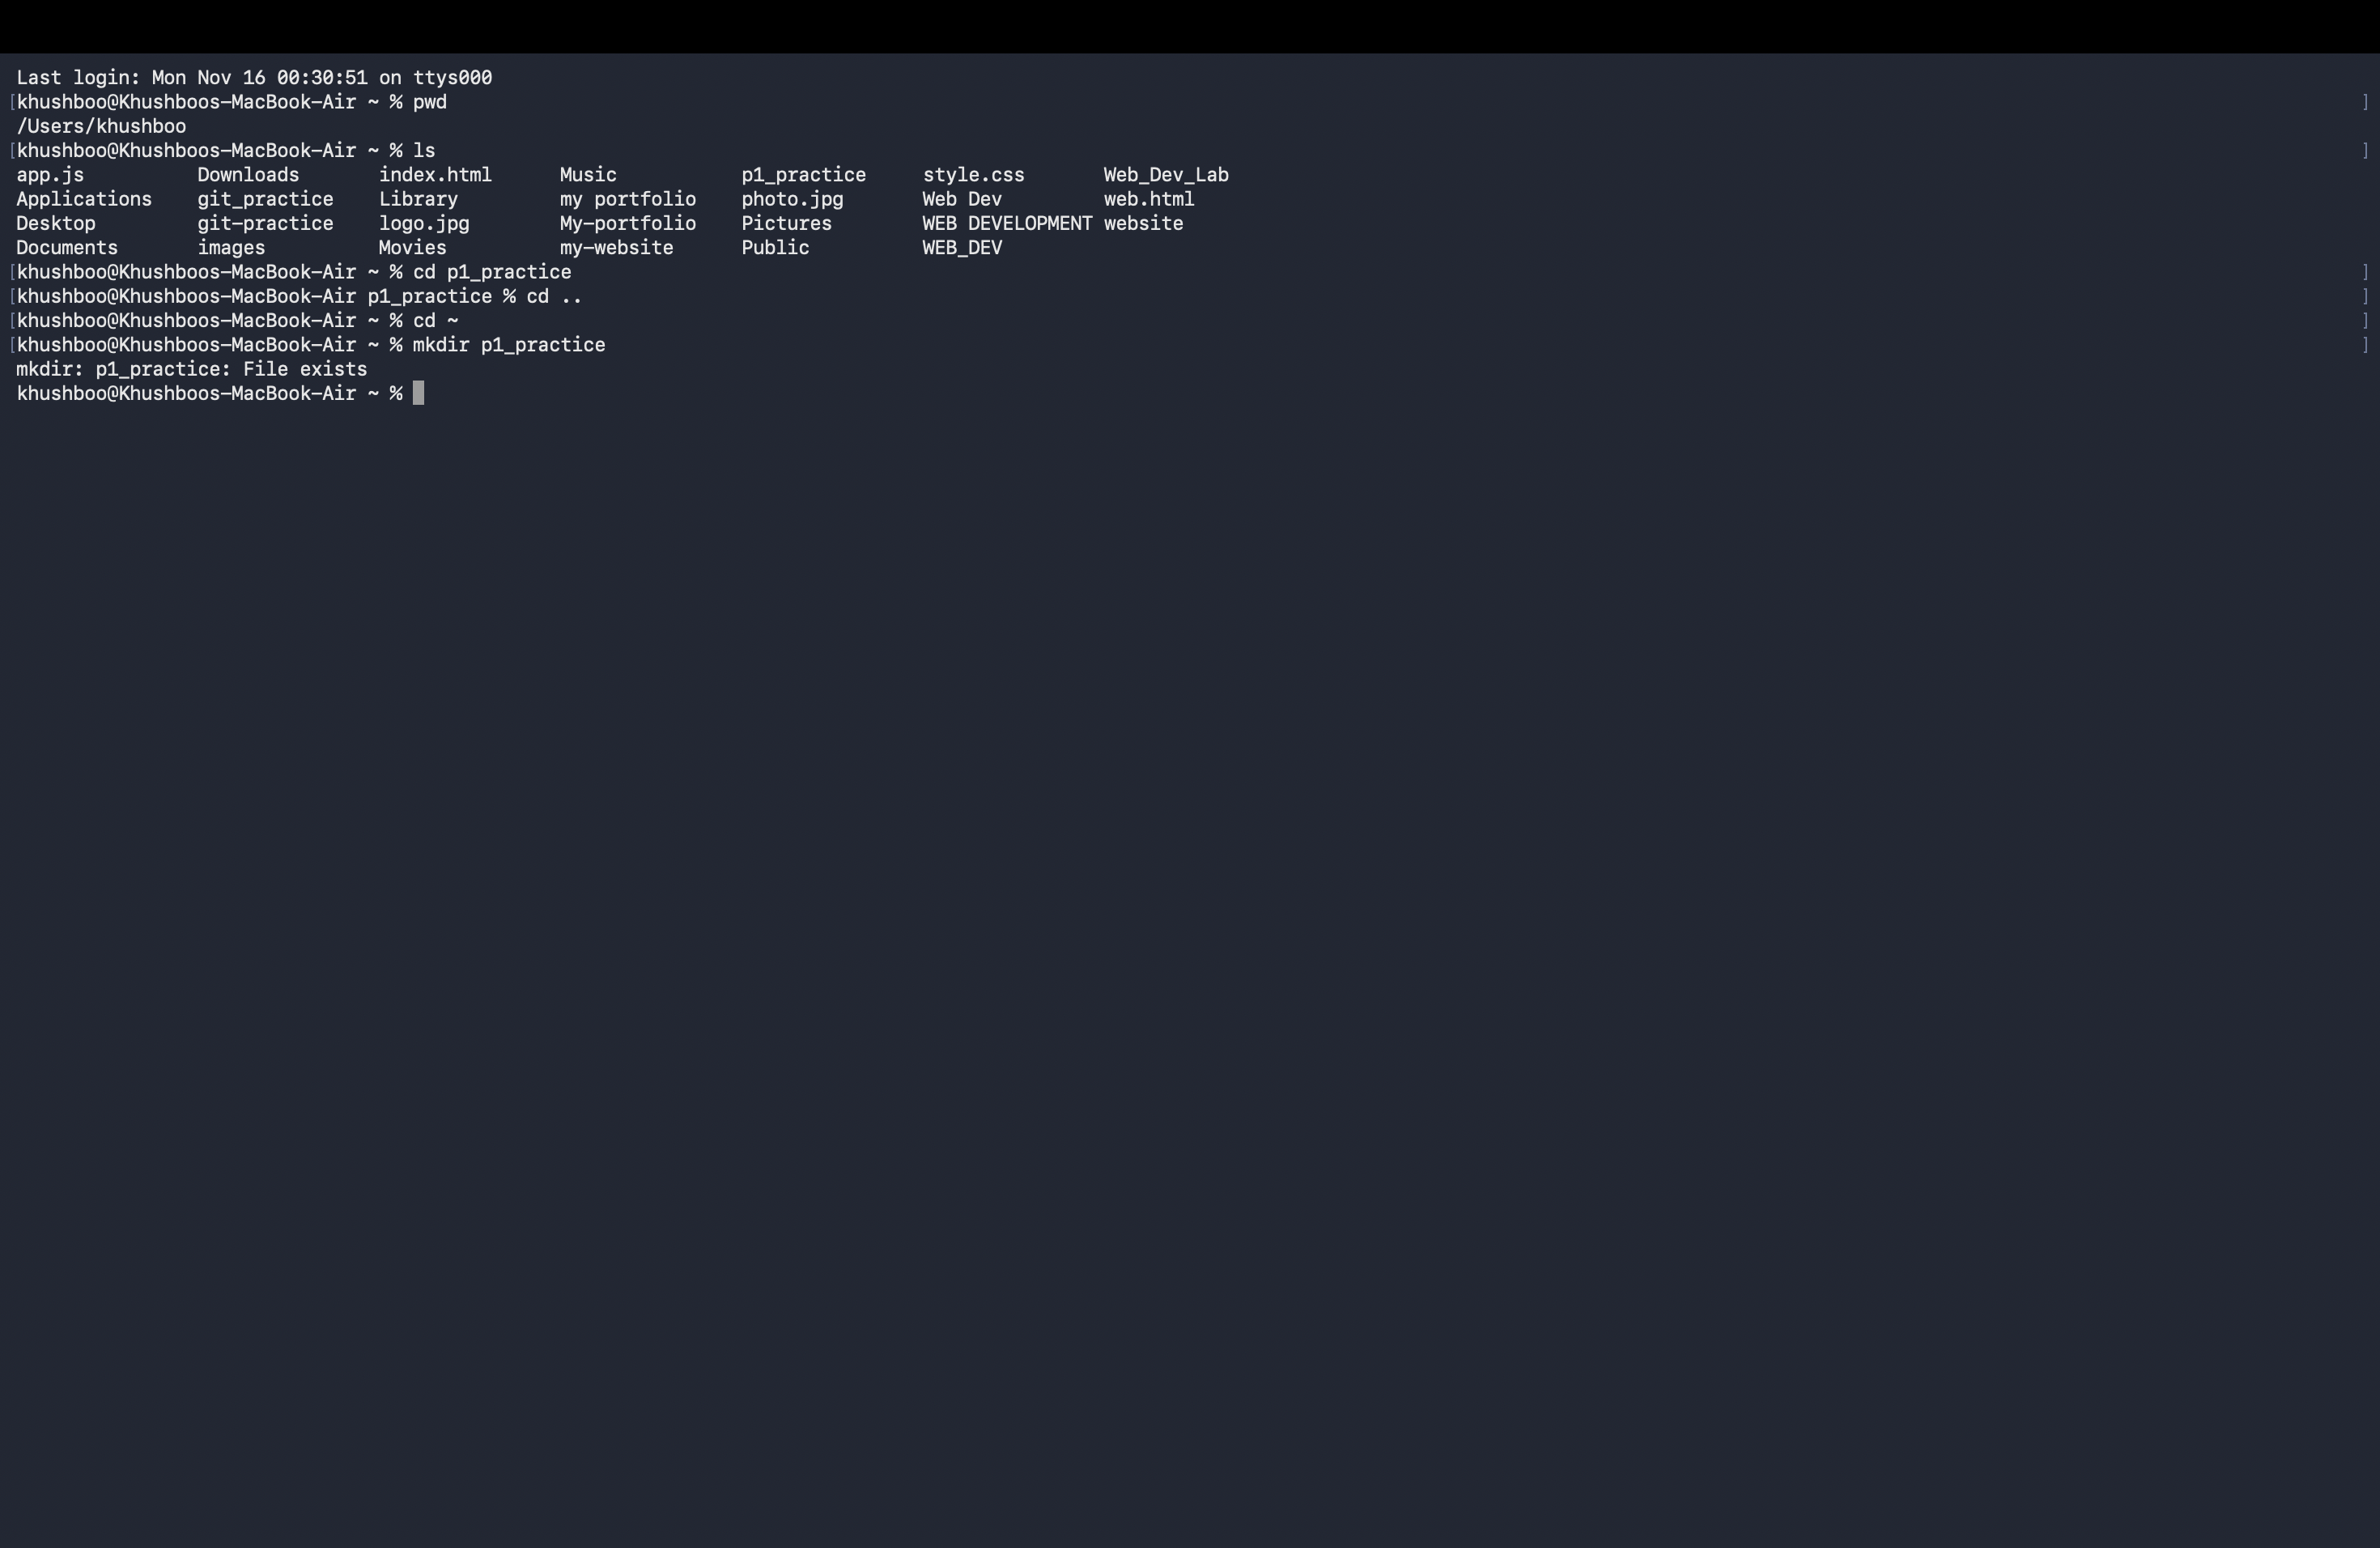 Last login: Mon Nov 16 00:30:51 on ttys000
[khushboo@Khushboos-MacBook-Air ~ % pwd ]
/Users/khushboo
[khushboo@Khushboos-MacBook-Air ~ % ls ]
app.js Downloads index.html Music p1_practice style.css Web_Dev_Lab
Applications git_practice Library my portfolio photo.jpg Web Dev web.html
Desktop git-practice logo.jpg My-portfolio Pictures WEB DEVELOPMENT website
Documents images Movies my-website Public WEB_DEV
[khushboo@Khushboos-MacBook-Air ~ % cd p1_practice ]
[khushboo@Khushboos-MacBook-Air p1_practice % cd .. ]
[khushboo@Khushboos-MacBook-Air ~ % cd ~ ]
[khushboo@Khushboos-MacBook-Air ~ % mkdir p1_practice ]
mkdir: p1_practice: File exists
khushboo@Khushboos-MacBook-Air ~ %